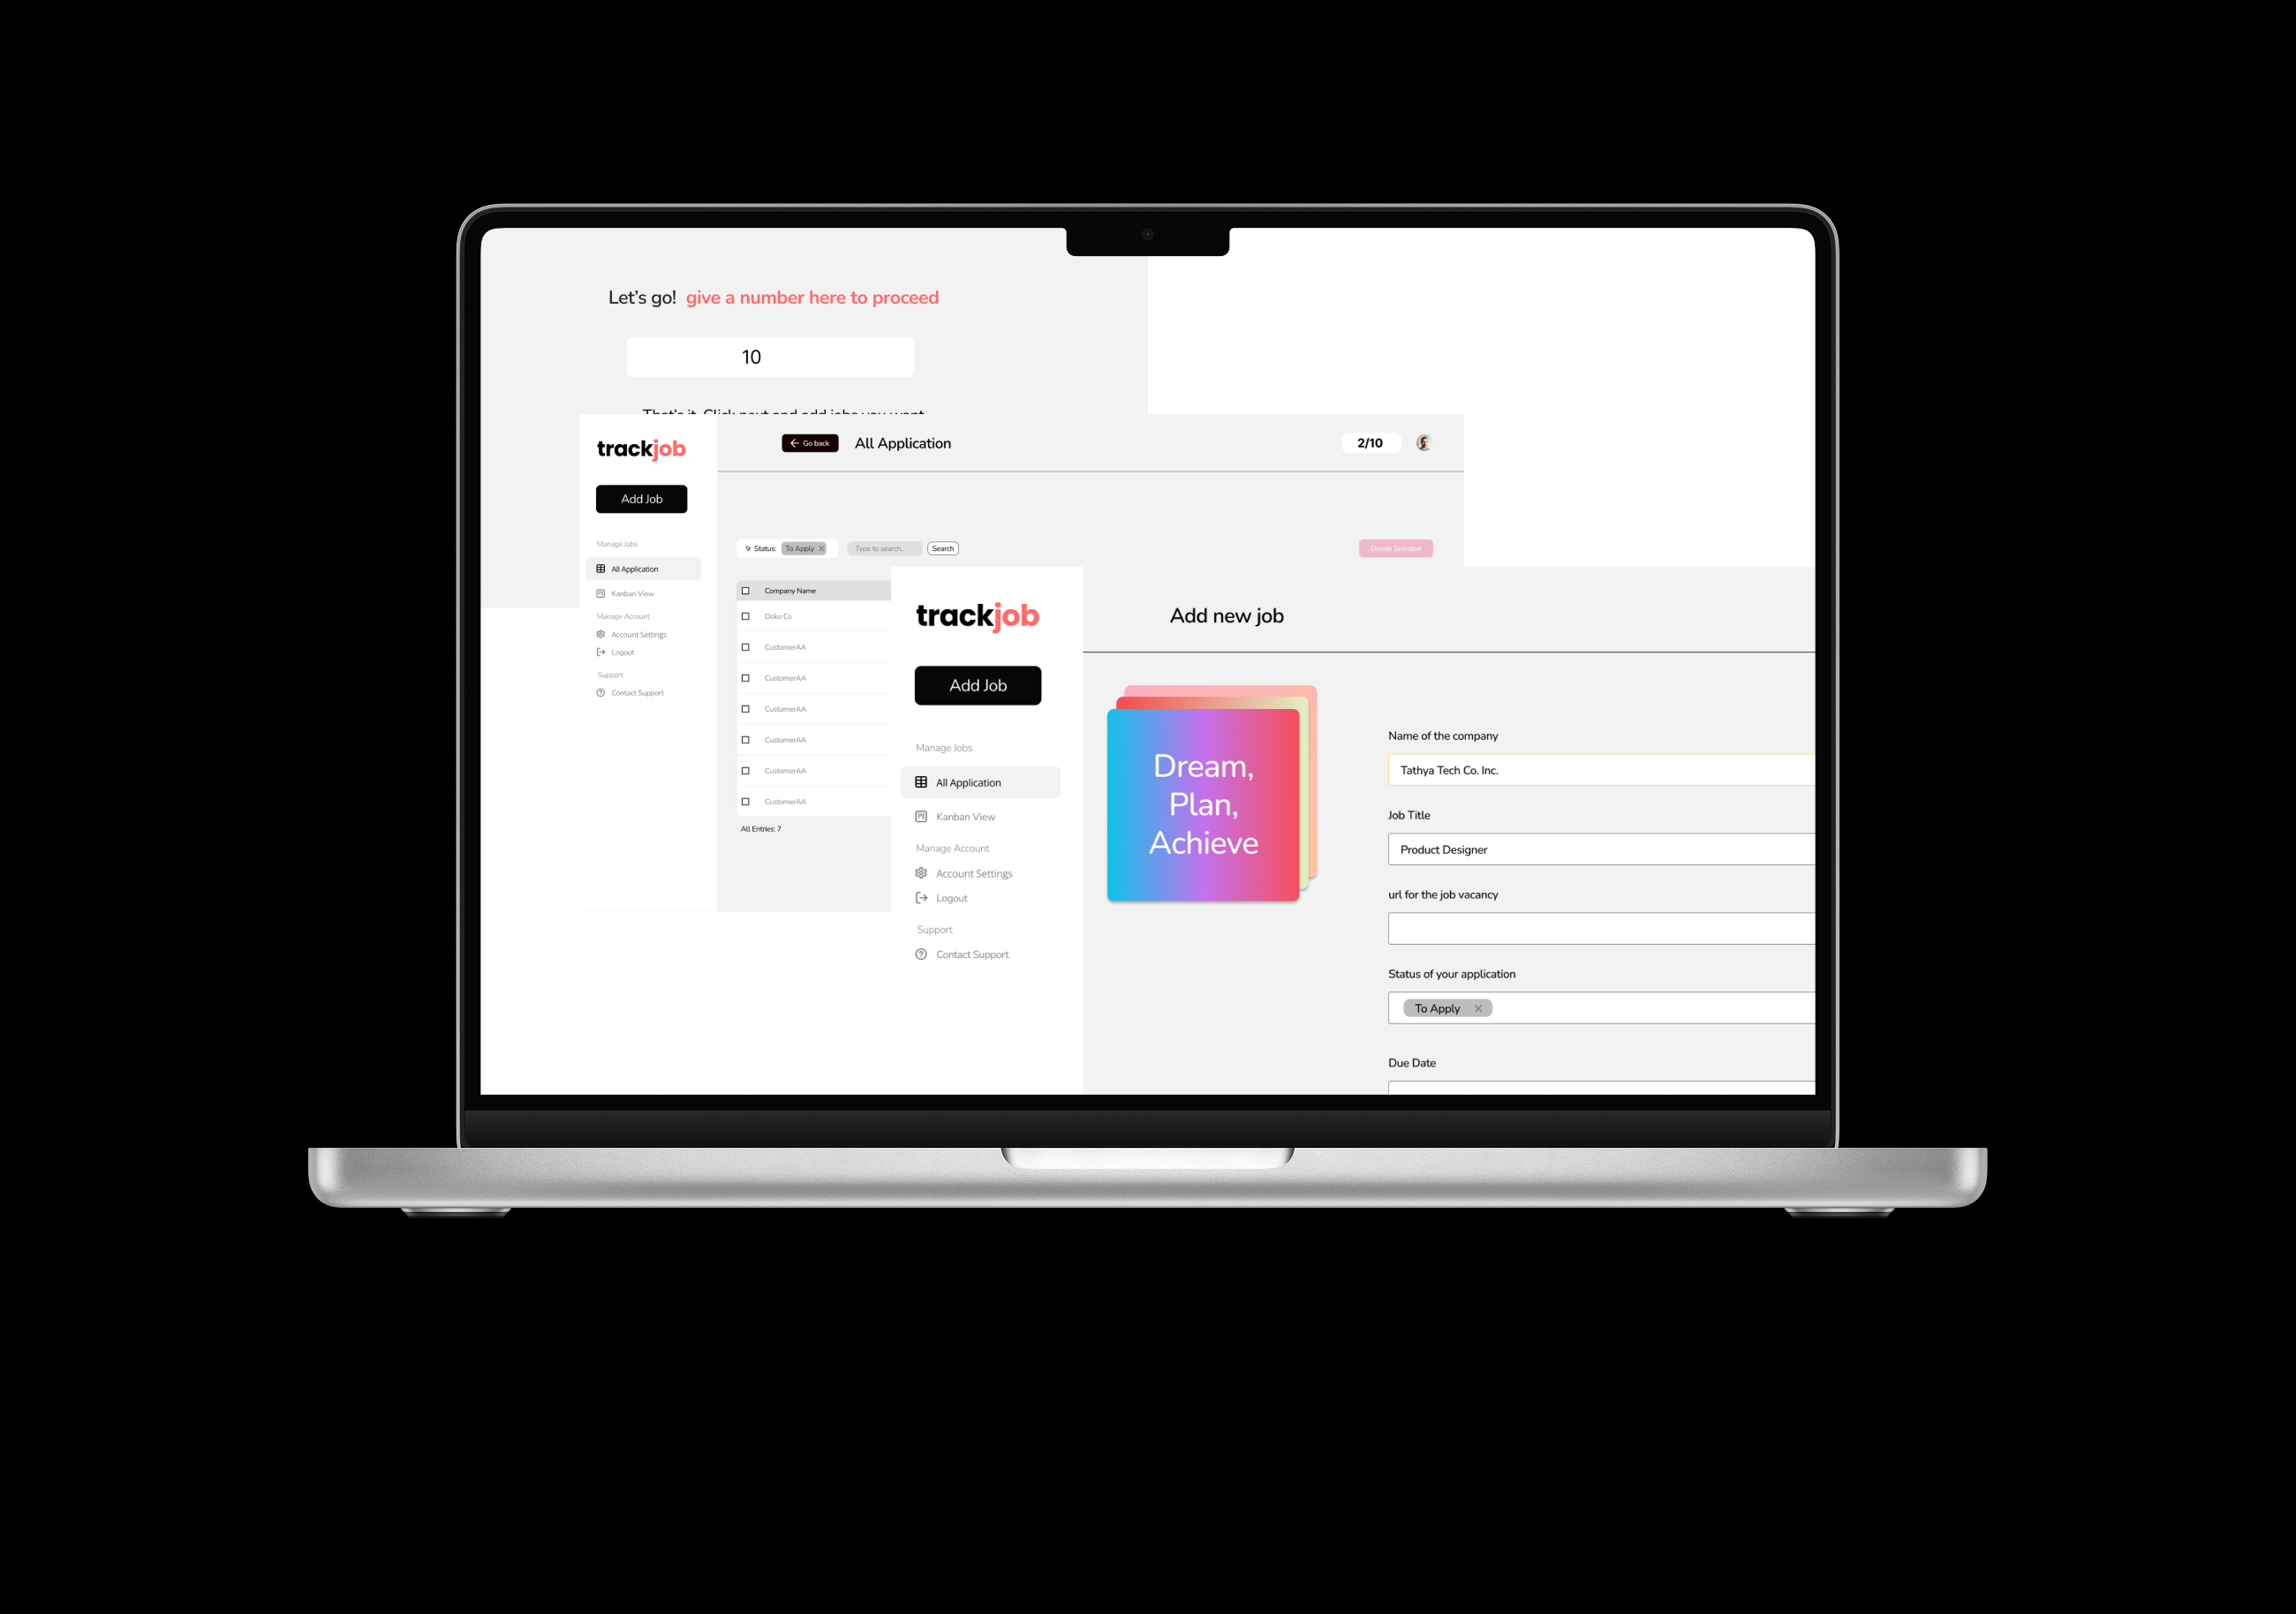 Let's go! give a number here to proceed
10
That's it. Click next and add jobs you want
trackjob
Go back
All Application
2/10
Add Job
Manage Jobs
All Application
Kanban View
Manage Account
Account Settings
Logout
Support
Contact Support
Status:
To Apply
Type to search..
Search
Delete Selected
Company Name
Doko Co
CustomerAA
CustomerAA
CustomerAA
CustomerAA
CustomerAA
CustomerAA
All Entries: 7
trackjob
Add new job
Add Job
Manage Jobs
All Application
Kanban View
Manage Account
Account Settings
Logout
Support
Contact Support
Dream,
Plan,
Achieve
Name of the company
Tathya Tech Co. Inc.
Job Title
Product Designer
url for the job vacancy
Status of your application
To Apply
Due Date